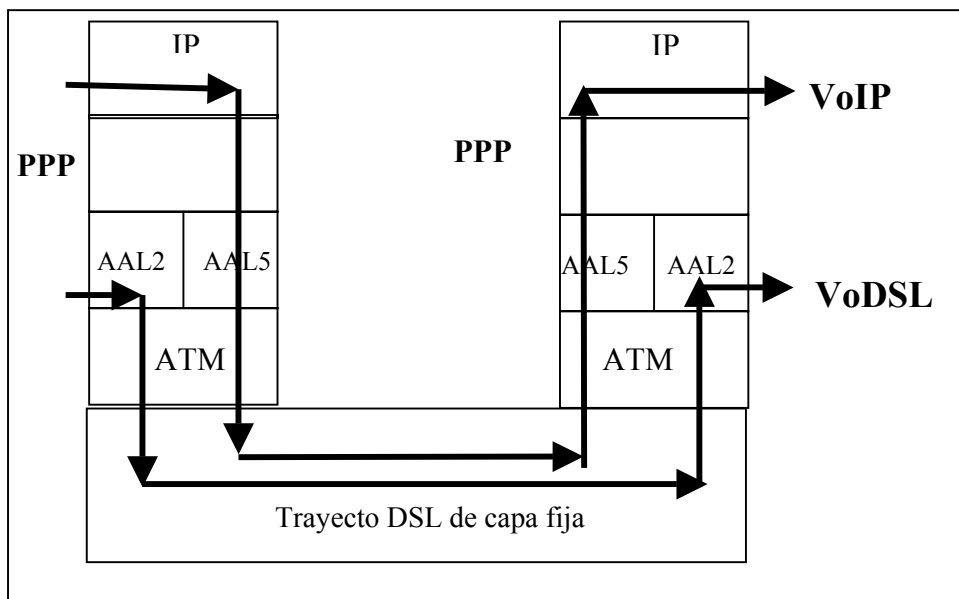 IP
IP
VoIP
PPP
PPP
AAL2
AAL5
AAL5
AAL2
VoDSL
ATM
ATM
Trayecto DSL de capa fija